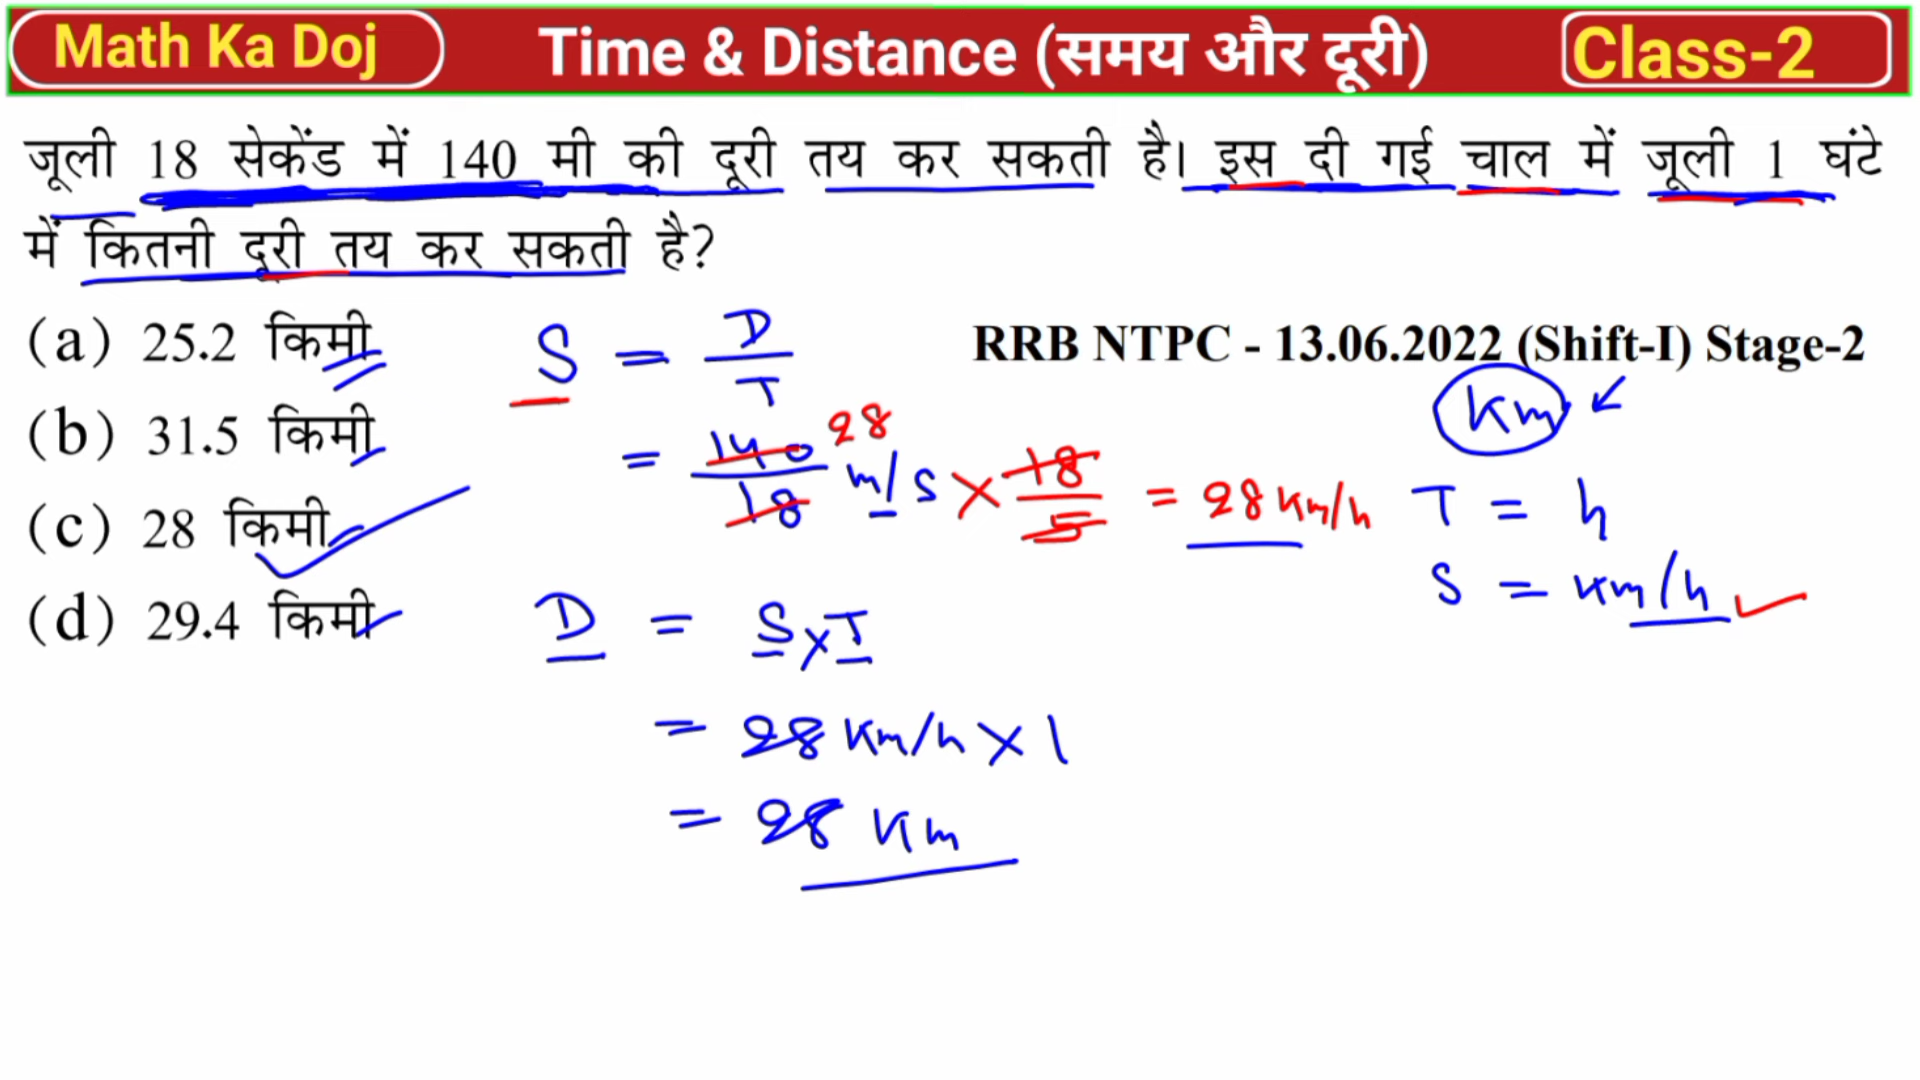 Math Ka Doj Time & Distance (समय और दूरी) Class-2
जूली 18 सेकेंड में 140 मी की दूरी तय कर सकती है। इस दी गई चाल में जूली 1 घंटे
में कितनी दूरी तय कर सकती है?
(a) 25.2 किमी
(b) 31.5 किमी
(c) 28 किमी
(d) 29.4 किमी
RRB NTPC - 13.06.2022 (Shift-I) Stage-2
S = D/T
= 140/18 m/s × 18/5 = 28 Km/h
28
D = S×T
= 28 Km/h × 1
= 28 Km
Km
T = h
S = Km/h